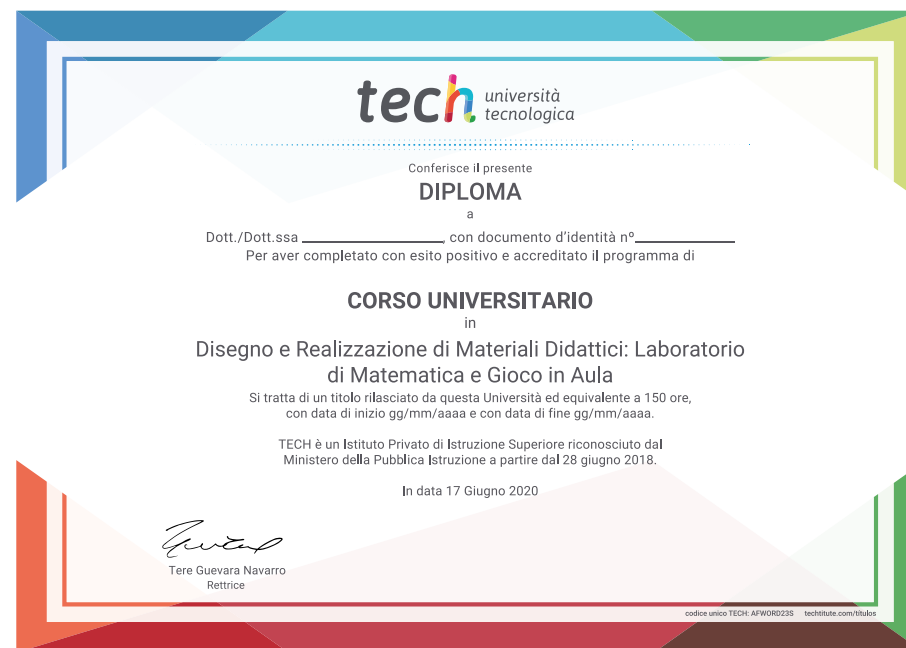 tech università
tecnologica
Conferisce il presente
DIPLOMA
a
Dott./Dott.ssa ________________, con documento d'identità nº____________
Per aver completato con esito positivo e accreditato il programma di
CORSO UNIVERSITARIO
in
Disegno e Realizzazione di Materiali Didattici: Laboratorio
di Matematica e Gioco in Aula
Si tratta di un titolo rilasciato da questa Università ed equivalente a 150 ore,
con data di inizio gg/mm/aaaa e con data di fine gg/mm/aaaa.
TECH è un Istituto Privato di Istruzione Superiore riconosciuto dal
Ministero della Pubblica Istruzione a partire dal 28 giugno 2018.
In data 17 Giugno 2020
Tere Guevara Navarro
Rettrice
codice unico TECH: AFWORD23S techtitute.com/titulos